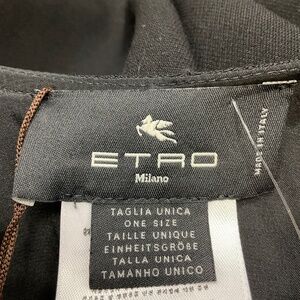 ETRO
Milano
MADE IN ITALY
TAGLIA UNICA
ONE SIZE
TAILLE UNIQUE
EINHEITSGRÖßE
TALLA UNICA
TAMANHO UNICO